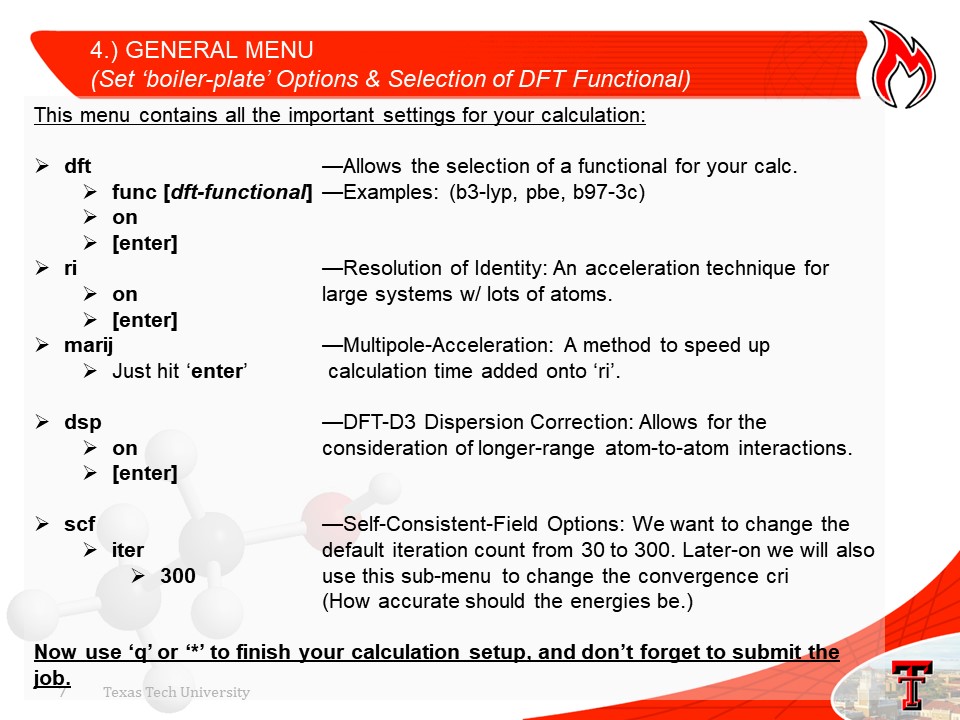 4.) GENERAL MENU
(Set ‘boiler-plate’ Options & Selection of DFT Functional)
This menu contains all the important settings for your calculation:
➢ dft —Allows the selection of a functional for your calc.
➢ func [dft-functional] —Examples: (b3-lyp, pbe, b97-3c)
➢ on
➢ [enter]
➢ ri —Resolution of Identity: An acceleration technique for
➢ on large systems w/ lots of atoms.
➢ [enter]
➢ marij —Multipole-Acceleration: A method to speed up
➢ Just hit ‘enter’ calculation time added onto ‘ri’.
➢ dsp —DFT-D3 Dispersion Correction: Allows for the
➢ on consideration of longer-range atom-to-atom interactions.
➢ [enter]
➢ scf —Self-Consistent-Field Options: We want to change the
➢ iter default iteration count from 30 to 300. Later-on we will also
➢ 300 use this sub-menu to change the convergence cri
(How accurate should the energies be.)
Now use ‘q’ or ‘*’ to finish your calculation setup, and don’t forget to submit the
job.
7 Texas Tech University